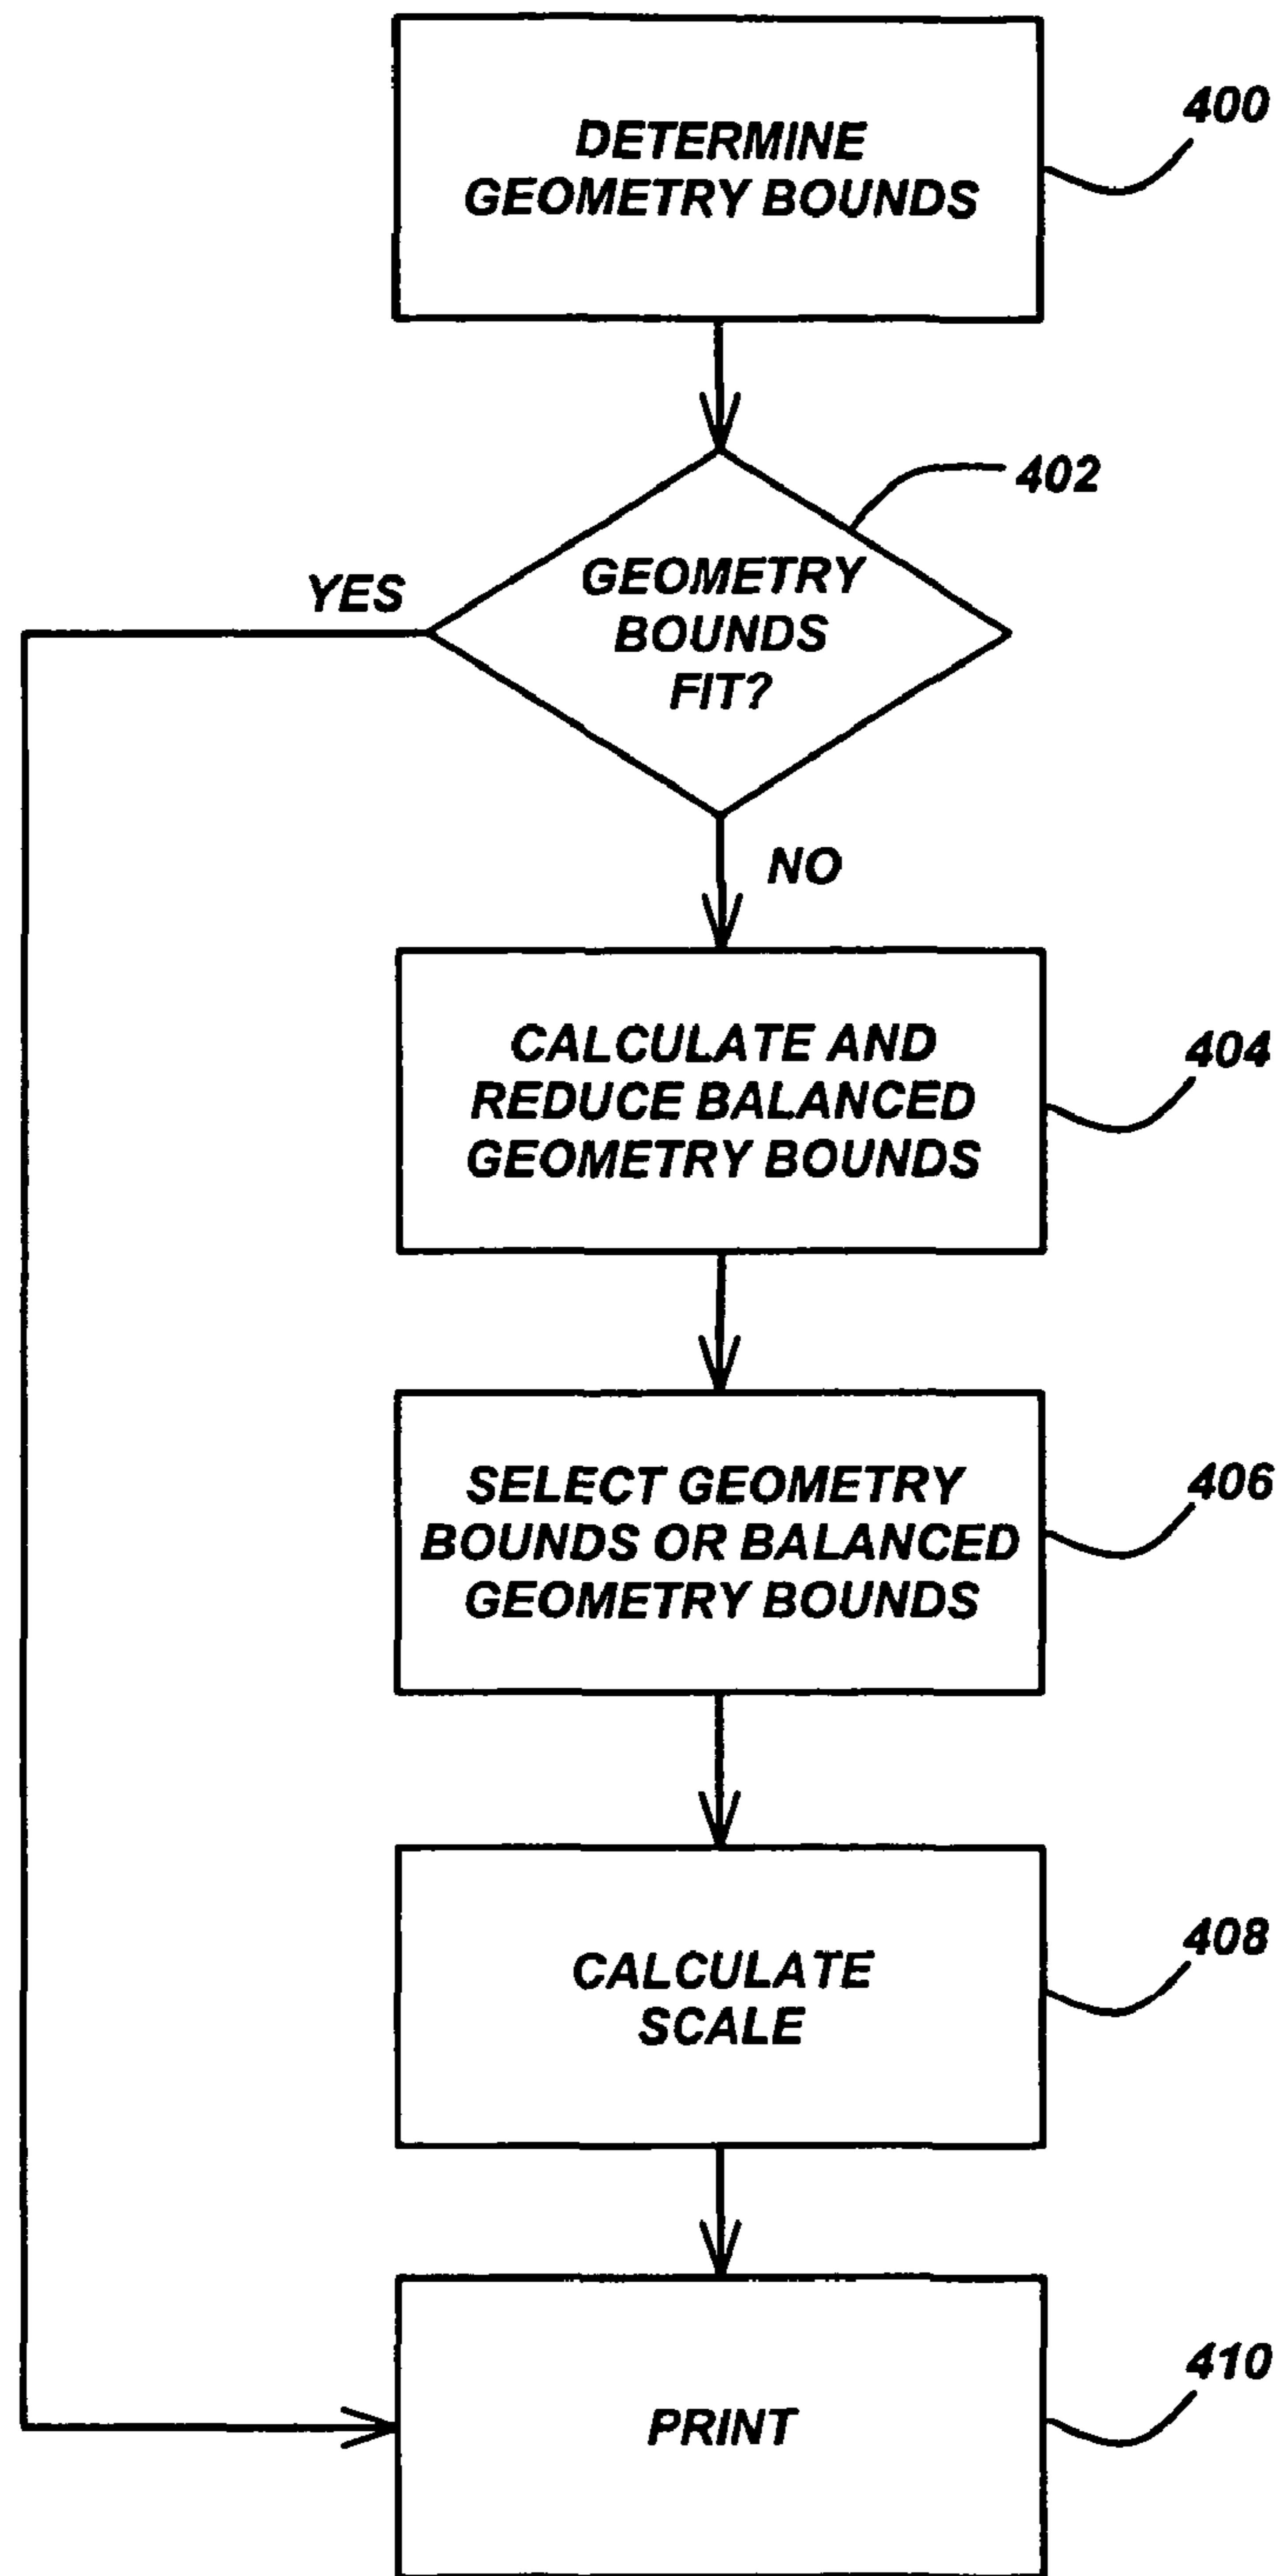 DETERMINE
GEOMETRY BOUNDS
400
402
GEOMETRY
BOUNDS
FIT?
YES
NO
CALCULATE AND
REDUCE BALANCED
GEOMETRY BOUNDS
404
SELECT GEOMETRY
BOUNDS OR BALANCED
GEOMETRY BOUNDS
406
CALCULATE
SCALE
408
PRINT
410